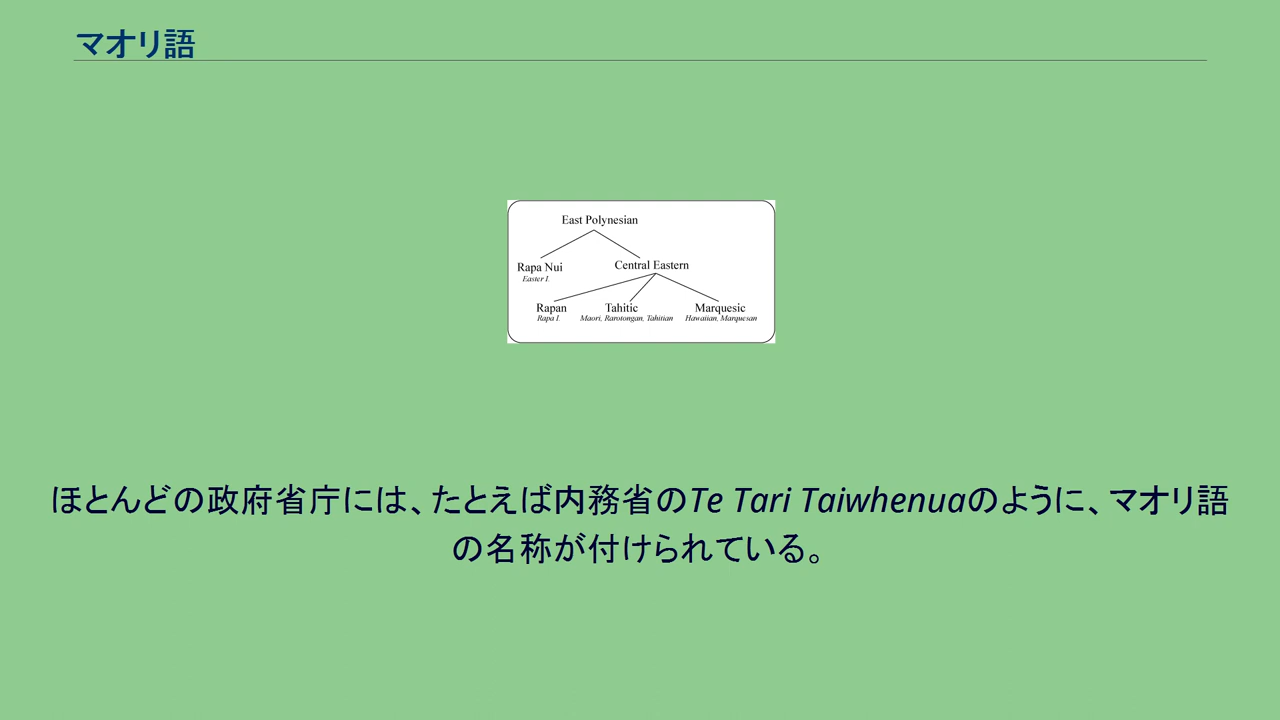 マオリ語
East Polynesian
Rapa Nui
Easter I.
Central Eastern
Rapan
Rapa I.
Tahitic
Maori, Rarotongan, Tahitian
Marquesic
Hawaiian, Marquesan
ほとんどの政府省庁には、たとえば内務省のTe Tari Taiwhenuaのように、マオリ語
の名称が付けられている。